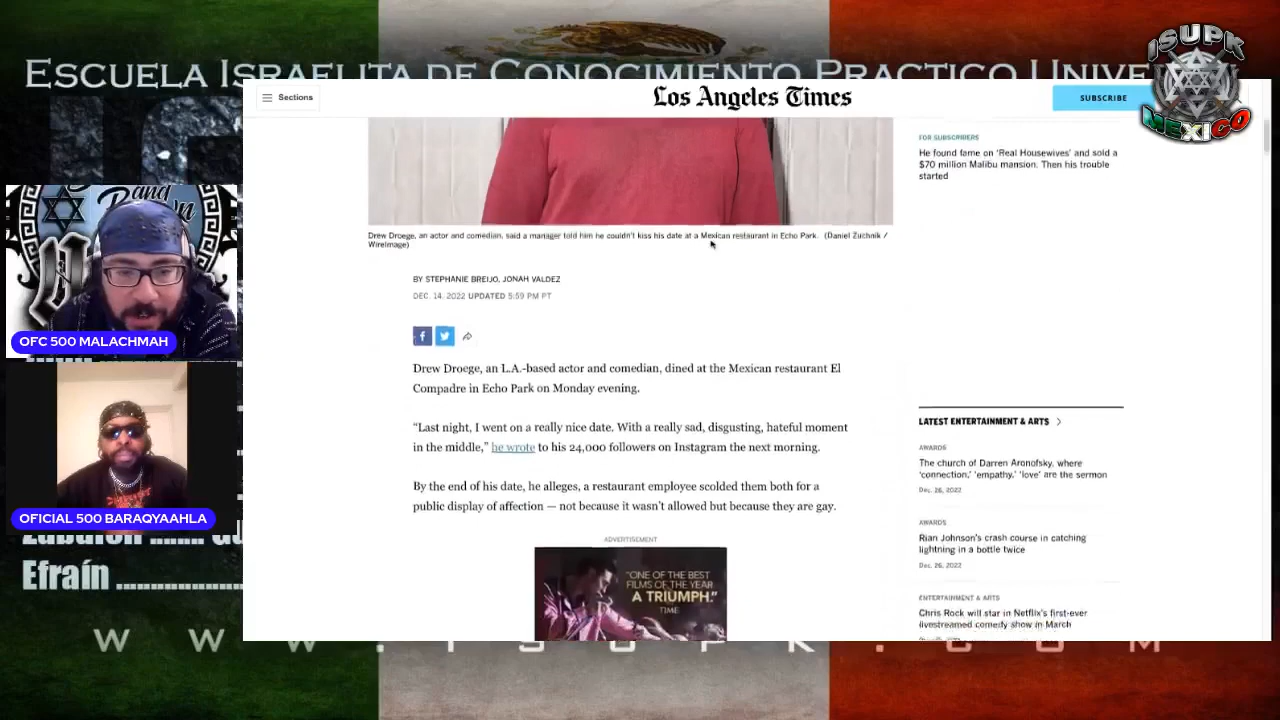 ESCUELA ISRAELITA DE CONOCIMIENTO PRACTICO UNIVE
ISUPK
MEXICO
Sections
Los Angeles Times
SUBSCRIBE
Drew Droege, an actor and comedian, said a manager told him he couldn't kiss his date at a Mexican restaurant in Echo Park. (Daniel Zuchnik /
WireImage)
BY STEPHANIE BREIJO, JONAH VALDEZ
DEC. 14, 2022 UPDATED 5:59 PM PT
Drew Droege, an L.A.-based actor and comedian, dined at the Mexican restaurant El
Compadre in Echo Park on Monday evening.
“Last night, I went on a really nice date. With a really sad, disgusting, hateful moment
in the middle,” he wrote to his 24,000 followers on Instagram the next morning.
By the end of his date, he alleges, a restaurant employee scolded them both for a
public display of affection — not because it wasn't allowed but because they are gay.
ADVERTISEMENT
“ONE OF THE BEST
FILMS OF THE YEAR
A TRIUMPH.”
TIME
FOR SUBSCRIBERS
He found fame on ‘Real Housewives’ and sold a
$70 million Malibu mansion. Then his trouble
started
LATEST ENTERTAINMENT & ARTS
AWARDS
The church of Darren Aronofsky, where
‘connection,’ ‘empathy,’ ‘love’ are the sermon
Dec. 26, 2022
AWARDS
Rian Johnson's crash course in catching
lightning in a bottle twice
Dec. 26, 2022
ENTERTAINMENT & ARTS
Chris Rock will star in Netflix's first-ever
livestreamed comedy show in March
OFC 500 MALACHMAH
OFICIAL 500 BARAQYAAHLA
Efraín ..............
W W W . I S U P K . C O M